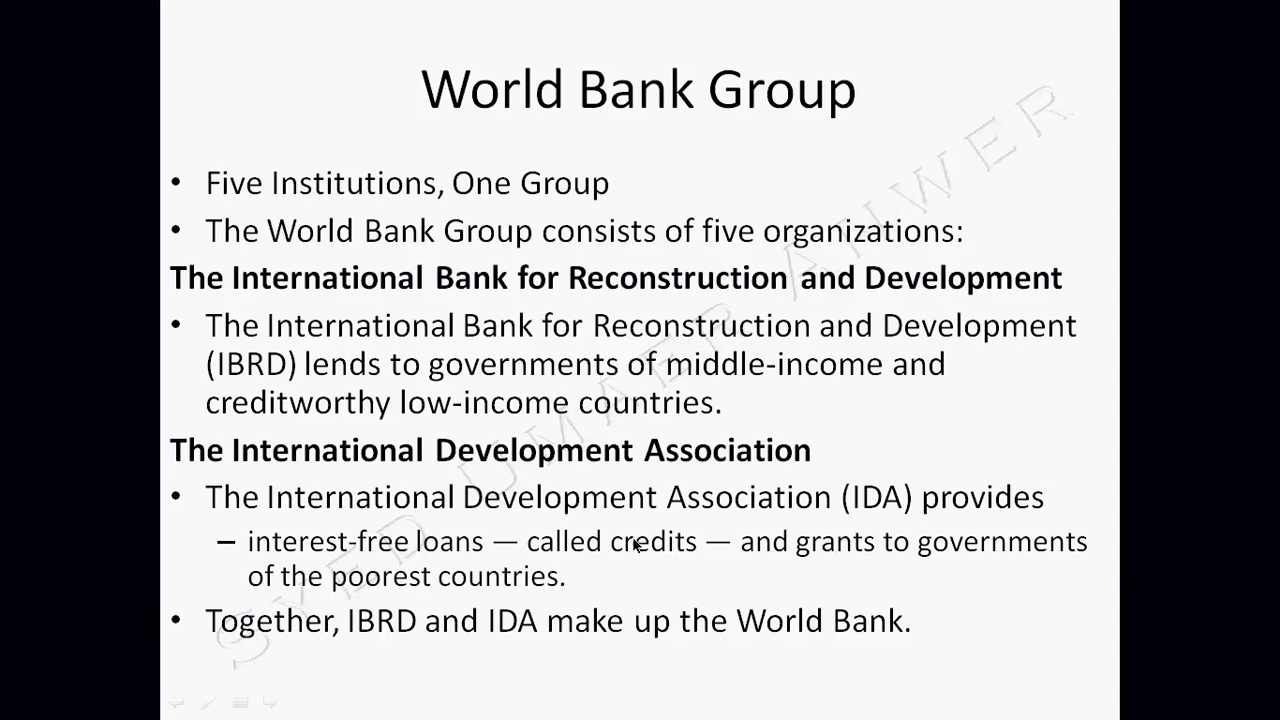 World Bank Group
• Five Institutions, One Group
• The World Bank Group consists of five organizations:
The International Bank for Reconstruction and Development
• The International Bank for Reconstruction and Development
(IBRD) lends to governments of middle-income and
creditworthy low-income countries.
The International Development Association
• The International Development Association (IDA) provides
– interest-free loans — called credits — and grants to governments
of the poorest countries.
• Together, IBRD and IDA make up the World Bank.
SYED UMAER ANWER